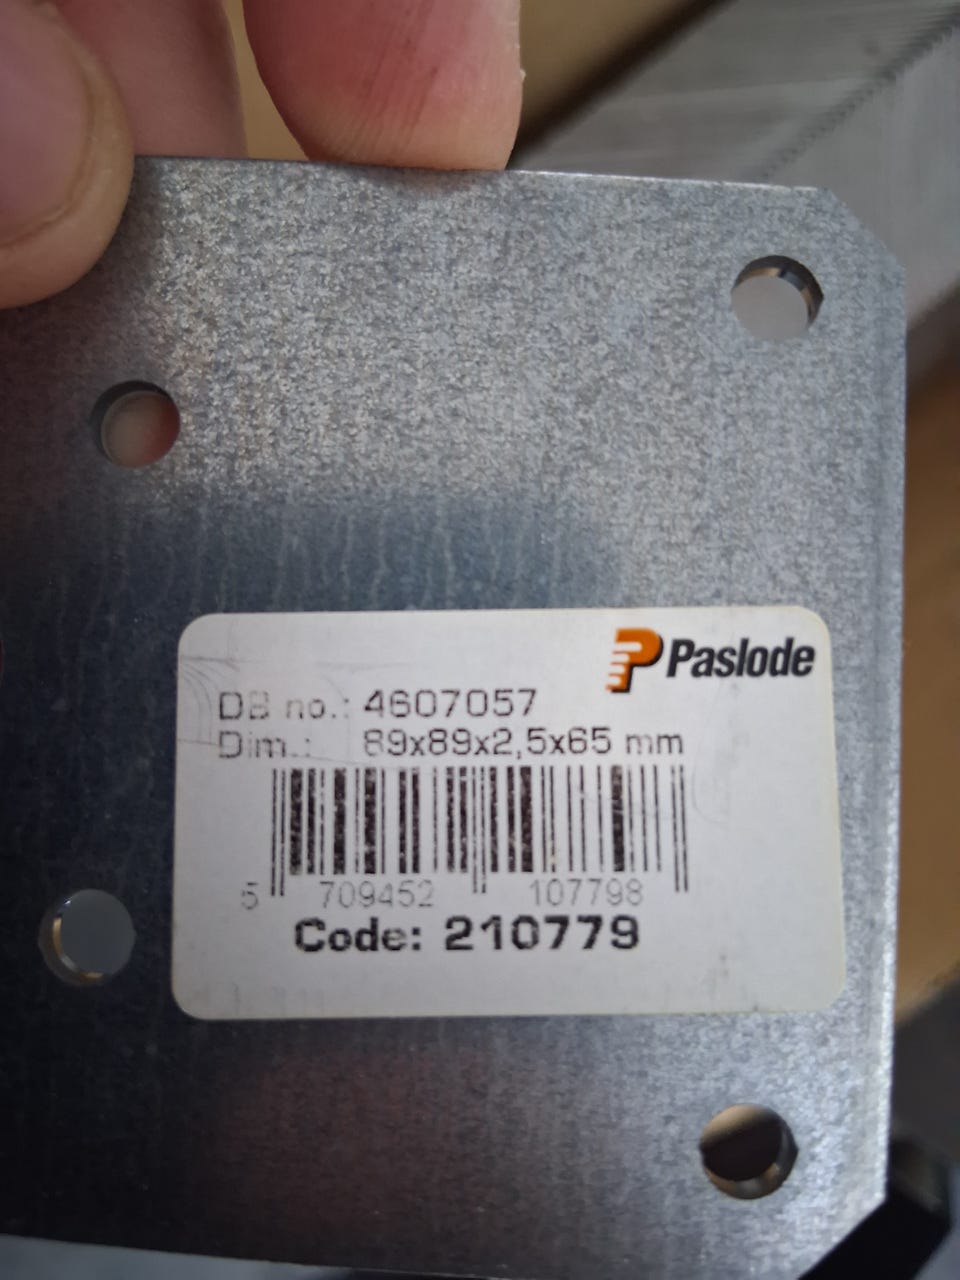 Paslode
DB no.: 4607057
Dim.: 89x89x2,5x65 mm
5 709452 107798
Code: 210779